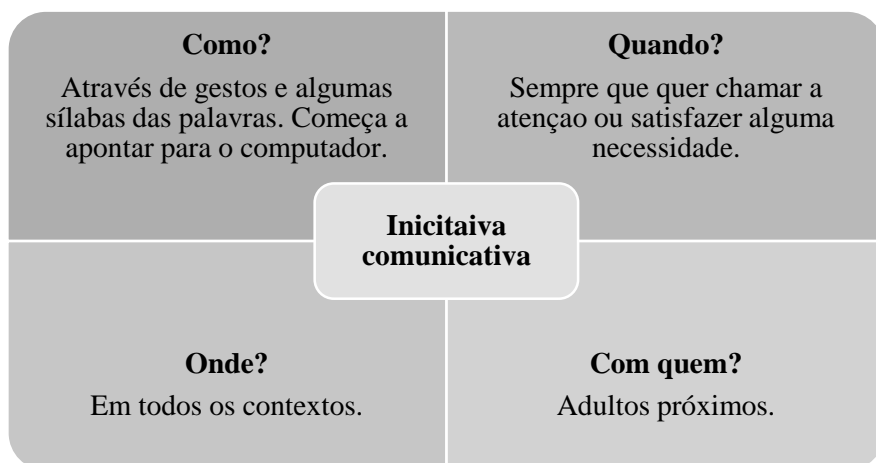 Como?
Através de gestos e algumas
sílabas das palavras. Começa a
apontar para o computador.
Quando?
Sempre que quer chamar a
atençao ou satisfazer alguma
necessidade.
Inicitaiva
comunicativa
Onde?
Em todos os contextos.
Com quem?
Adultos próximos.